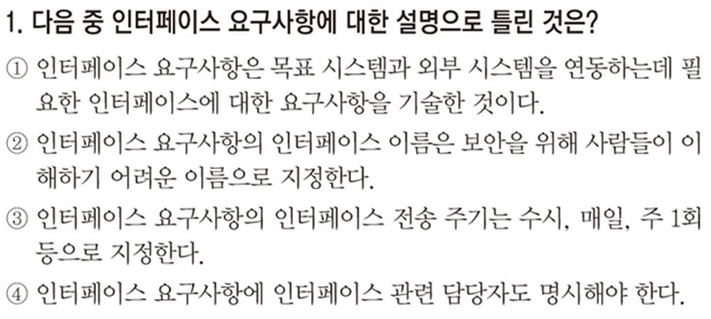 1. 다음 중 인터페이스 요구사항에 대한 설명으로 틀린 것은?
① 인터페이스 요구사항은 목표 시스템과 외부 시스템을 연동하는데 필
요한 인터페이스에 대한 요구사항을 기술한 것이다.
② 인터페이스 요구사항의 인터페이스 이름은 보안을 위해 사람들이 이
해하기 어려운 이름으로 지정한다.
③ 인터페이스 요구사항의 인터페이스 전송 주기는 수시, 매일, 주 1회
등으로 지정한다.
④ 인터페이스 요구사항에 인터페이스 관련 담당자도 명시해야 한다.